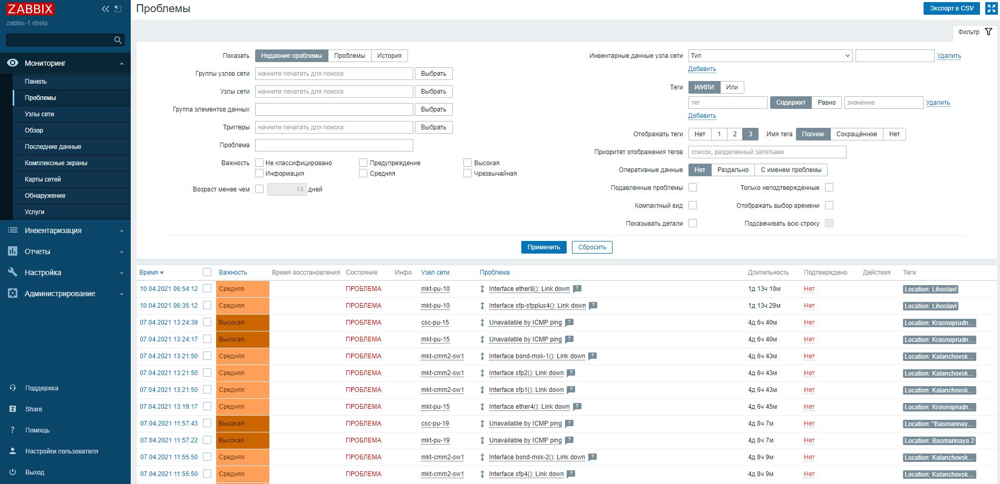 ZABBIX
zabbix-1 strela
Мониторинг
Панель
Проблемы
Узлы сети
Обзор
Последние данные
Комплексные экраны
Карты сетей
Обнаружение
Услуги
Инвентаризация
Отчеты
Настройка
Администрирование
Поддержка
Share
Помощь
Настройки пользователя
Выход
Проблемы
Экспорт в CSV
Фильтр
Показать Недавние проблемы Проблемы История
Группы узлов сети начните печатать для поиска Выбрать
Узлы сети начните печатать для поиска Выбрать
Группа элементов данных Выбрать
Триггеры начните печатать для поиска Выбрать
Проблема
Важность Не классифицировано Предупреждение Высокая
Информация Средняя Чрезвычайная
Возраст менее чем 14 дней
Инвентарные данные узла сети Тип Удалить
Добавить
Теги И/ИЛИ Или
тег Содержит Равно значение Удалить
Добавить
Отображать теги Нет 1 2 3 Имя тега Полное Сокращённое Нет
Приоритет отображения тегов список, разделенный запятыми
Оперативные данные Нет Раздельно С именем проблемы
Подавленные проблемы Только неподтвержденные
Компактный вид Отображать выбор времени
Показывать детали Подсвечивать всю строку
Применить Сбросить
Время Важность Время восстановления Состояние Инфо Узел сети Проблема Длительность Подтверждено Действия Теги
10.04.2021 06:54:12 Средняя ПРОБЛЕМА mkt-pu-10 Interface ether8(): Link down ? 1д 13ч 10м Нет Location: Lihoslavl
10.04.2021 06:35:12 Средняя ПРОБЛЕМА mkt-pu-10 Interface sfp-sfpplus4(): Link down ? 1д 13ч 29м Нет Location: Lihoslavl
07.04.2021 13:24:39 Высокая ПРОБЛЕМА csc-pu-15 Unavailable by ICMP ping ? 4д 6ч 40м Нет Location: Krasnoprudn...
07.04.2021 13:24:17 Высокая ПРОБЛЕМА mkt-pu-15 Unavailable by ICMP ping ? 4д 6ч 40м Нет Location: Krasnoprudn...
07.04.2021 13:21:50 Средняя ПРОБЛЕМА mkt-cmm2-sw1 Interface bond-msk-1(): Link down ? 4д 6ч 43м Нет Location: Kalanchovsk...
07.04.2021 13:21:50 Средняя ПРОБЛЕМА mkt-cmm2-sw1 Interface sfp2(): Link down ? 4д 6ч 43м Нет Location: Kalanchovsk...
07.04.2021 13:21:50 Средняя ПРОБЛЕМА mkt-cmm2-sw1 Interface sfp1(): Link down ? 4д 6ч 43м Нет Location: Kalanchovsk...
07.04.2021 13:19:17 Средняя ПРОБЛЕМА mkt-pu-15 Interface ether4(): Link down ? 4д 6ч 45м Нет Location: Krasnoprudn...
07.04.2021 11:57:43 Высокая ПРОБЛЕМА csc-pu-19 Unavailable by ICMP ping ? 4д 8ч 7м Нет Location: "Basmannay...
07.04.2021 11:57:22 Высокая ПРОБЛЕМА mkt-pu-19 Unavailable by ICMP ping ? 4д 8ч 7м Нет Location: Basmannaya 2
07.04.2021 11:55:50 Средняя ПРОБЛЕМА mkt-cmm2-sw1 Interface bond-msk-2(): Link down ? 4д 8ч 9м Нет Location: Kalanchovsk...
07.04.2021 11:55:50 Средняя ПРОБЛЕМА mkt-cmm2-sw1 Interface sfp4(): Link down ? 4д 8ч 9м Нет Location: Kalanchovsk...